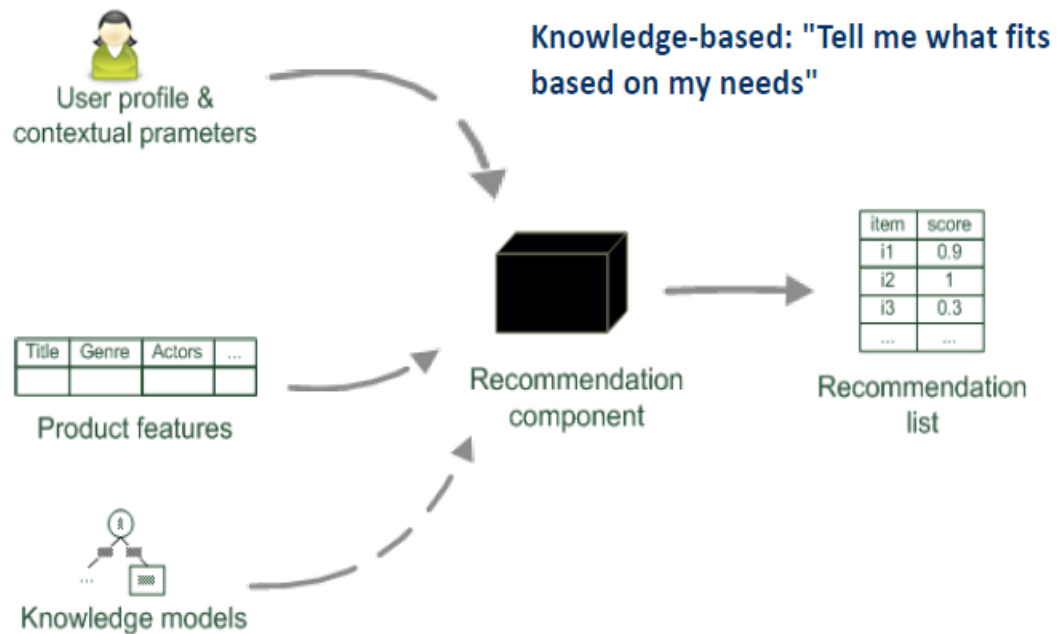 Knowledge-based: "Tell me what fits
based on my needs"
User profile &
contextual prameters
item score
i1 0.9
i2 1
i3 0.3
... ...
Title Genre Actors ...
Product features
Recommendation
component
Recommendation
list
...
Knowledge models